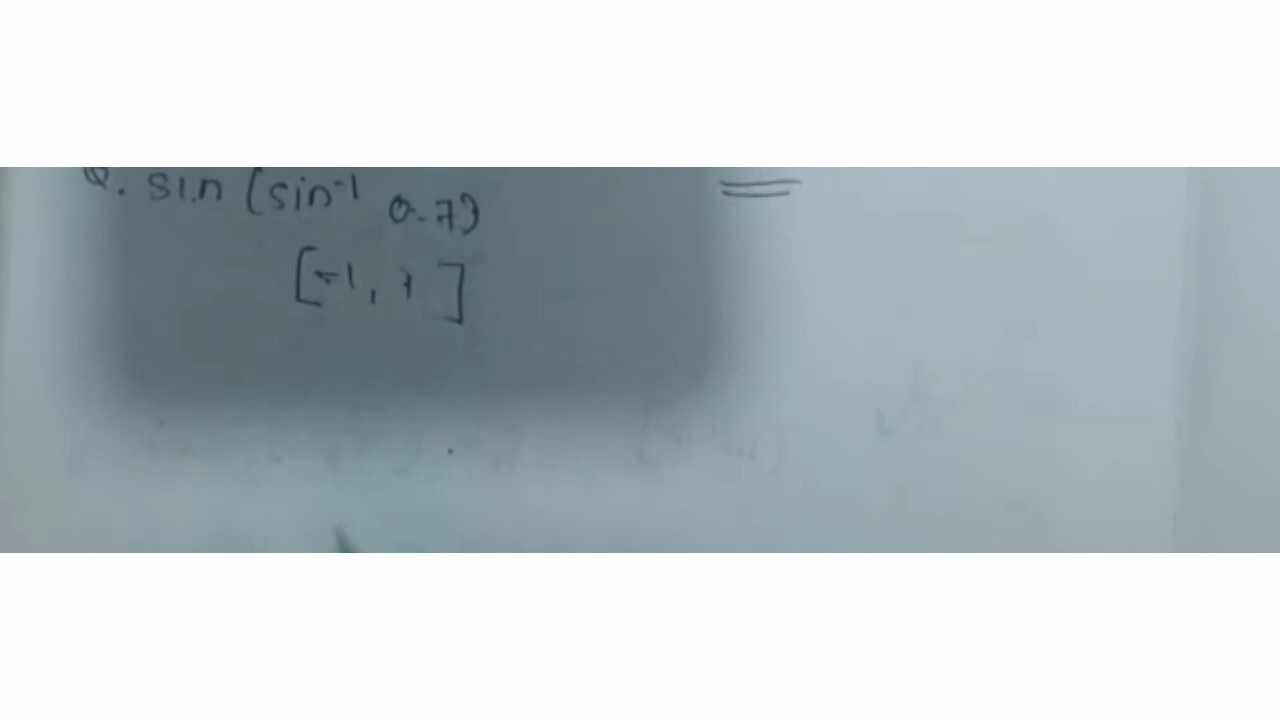 Q. sin (sin⁻¹ 0.7)
[-1, 1]